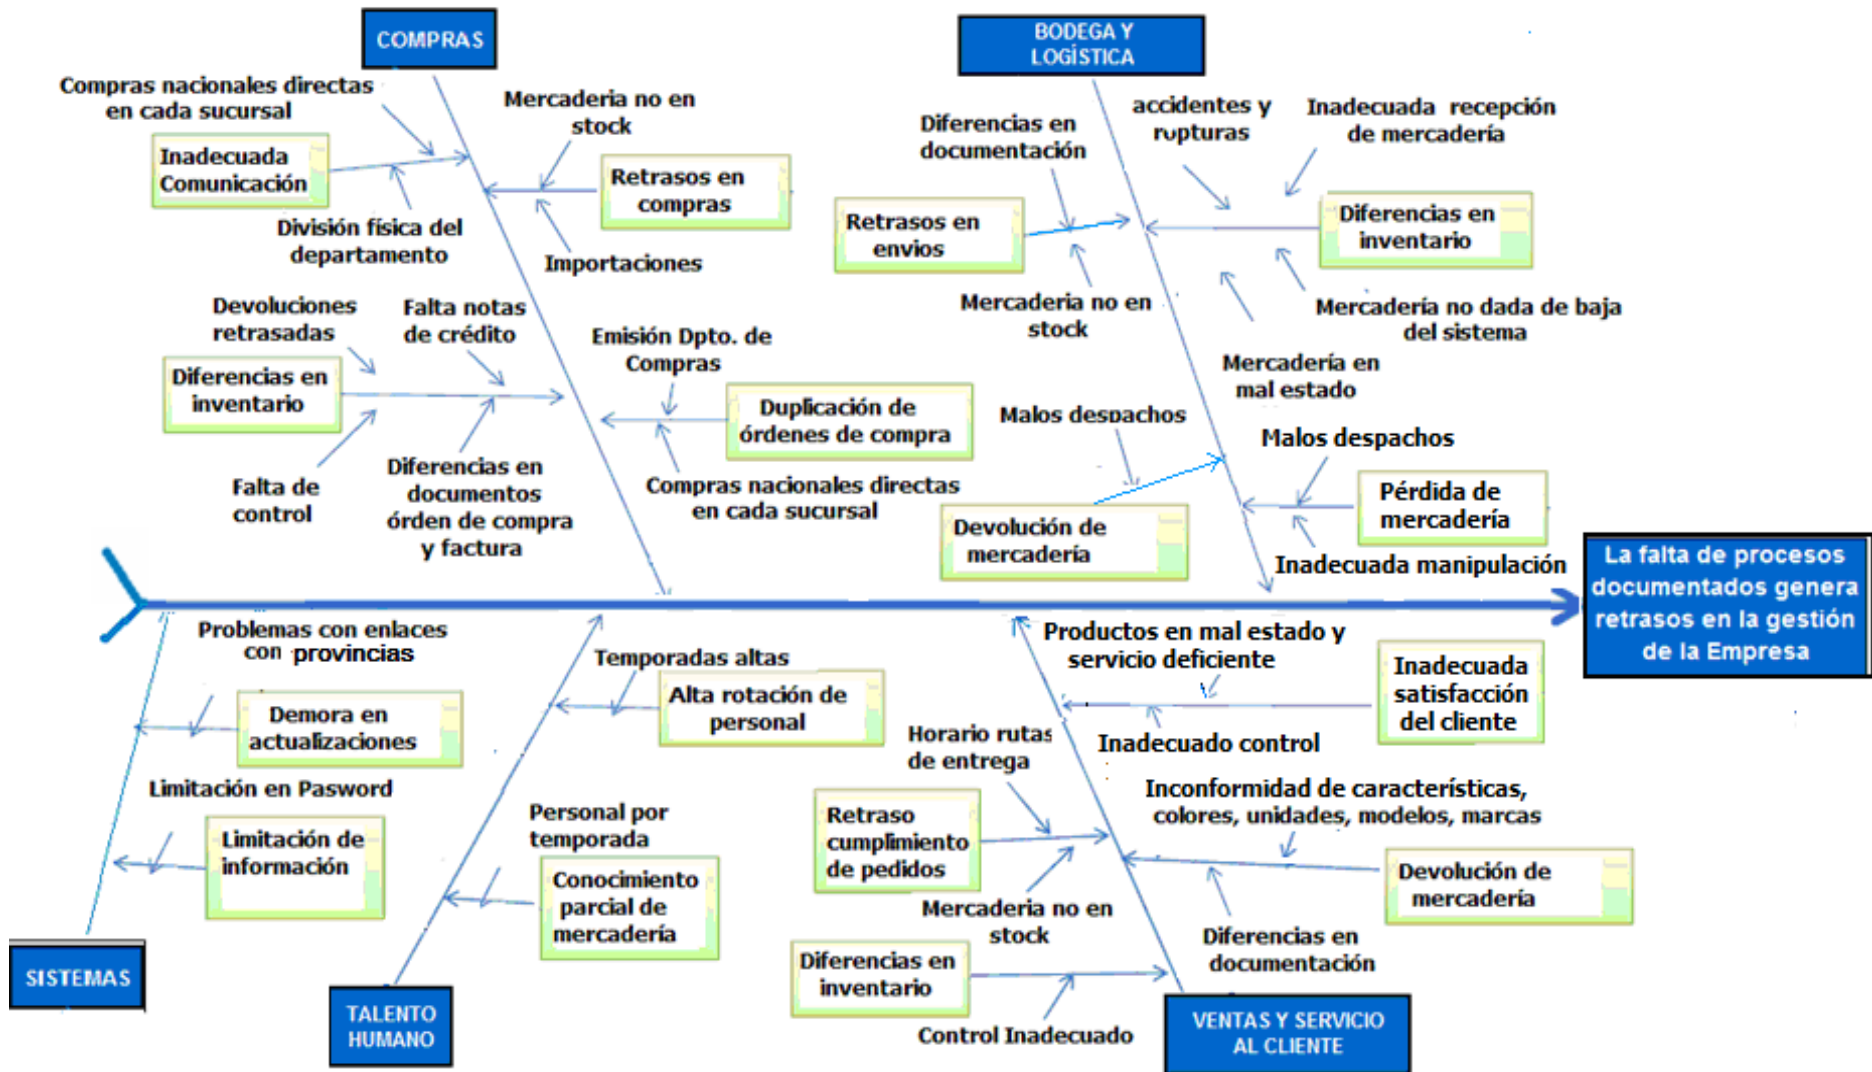 COMPRAS
Compras nacionales directas
en cada sucursal
Inadecuada
Comunicación
División física del
departamento
Mercaderia no en
stock
Retrasos en
compras
Importaciones
Devoluciones
retrasadas
Diferencias en
inventario
Falta de
control
Falta notas
de crédito
Diferencias en
documentos
órden de compra
y factura
Emisión Dpto. de
Compras
Duplicación de
órdenes de compra
Compras nacionales directas
en cada sucursal
BODEGA Y
LOGÍSTICA
Diferencias en
documentación
Retrasos en
envios
Mercaderia no en
stock
accidentes y
rupturas
Inadecuada recepción
de mercadería
Diferencias en
inventario
Mercadería no dada de baja
del sistema
Mercadería en
mal estado
Malos despachos
Devolución de
mercadería
Malos despachos
Pérdida de
mercadería
Inadecuada manipulación
La falta de procesos
documentados genera
retrasos en la gestión
de la Empresa
Problemas con enlaces
con provincias
Demora en
actualizaciones
Limitación en Pasword
Limitación de
información
SISTEMAS
Temporadas altas
Alta rotación de
personal
Personal por
temporada
Conocimiento
parcial de
mercadería
TALENTO
HUMANO
Productos en mal estado y
servicio deficiente
Inadecuada
satisfacción
del cliente
Inadecuado control
Horario rutas
de entrega
Retraso
cumplimiento
de pedidos
Mercaderia no en
stock
Inconformidad de características,
colores, unidades, modelos, marcas
Devolución de
mercadería
Diferencias en
documentación
Diferencias en
inventario
Control Inadecuado
VENTAS Y SERVICIO
AL CLIENTE